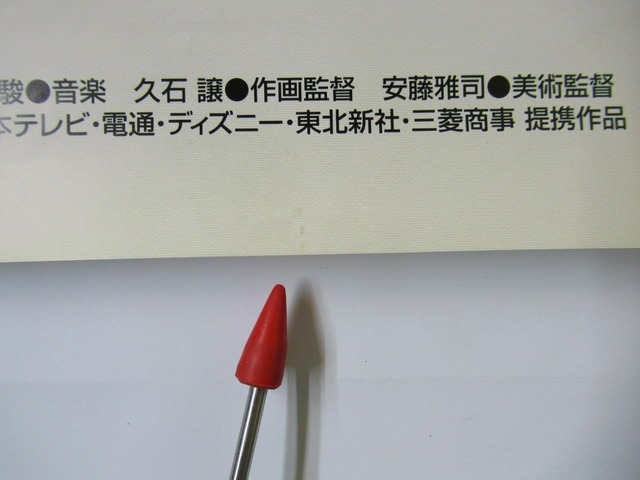 駿●音楽　久石 譲●作画監督　安藤雅司●美術監督
本テレビ・電通・ディズニー・東北新社・三菱商事 提携作品